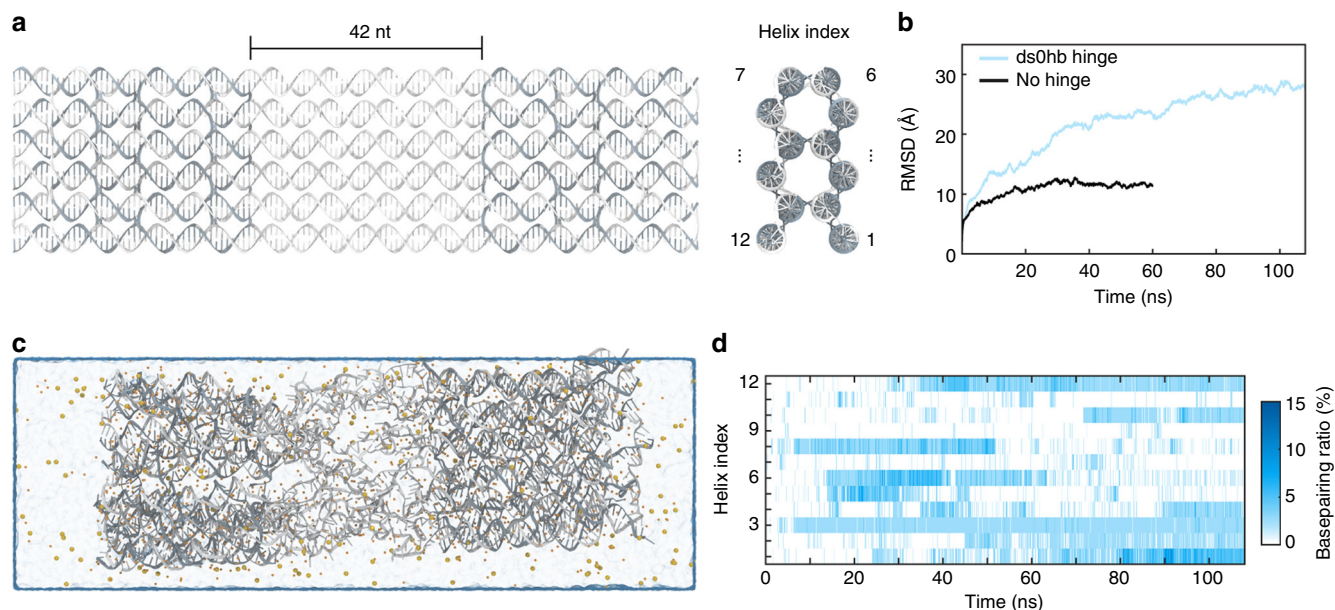 a
42 nt
Helix index
7
6
...
...
12
1
b
ds0hb hinge
No hinge
30
20
10
0
RMSD (Å)
20
40
60
80
100
Time (ns)
c
d
12
9
6
3
Helix index
0
20
40
60
80
100
Time (ns)
15
10
5
0
Basepairing ratio (%)